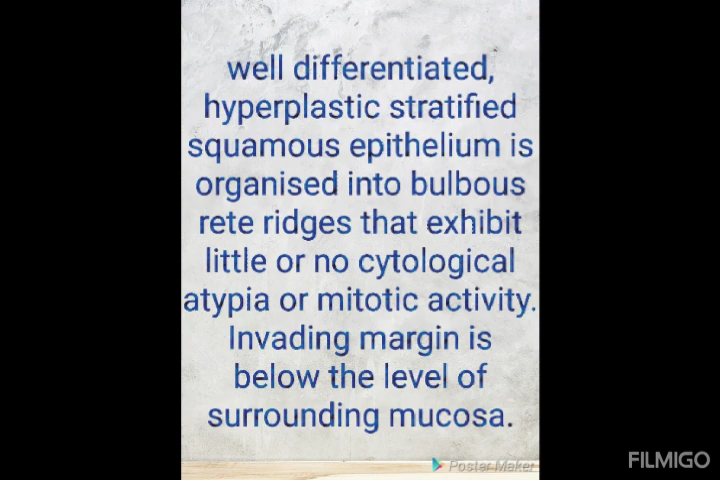 well differentiated,
hyperplastic stratified
squamous epithelium is
organised into bulbous
rete ridges that exhibit
little or no cytological
atypia or mitotic activity.
Invading margin is
below the level of
surrounding mucosa.
Poster Maker
FILMIGO